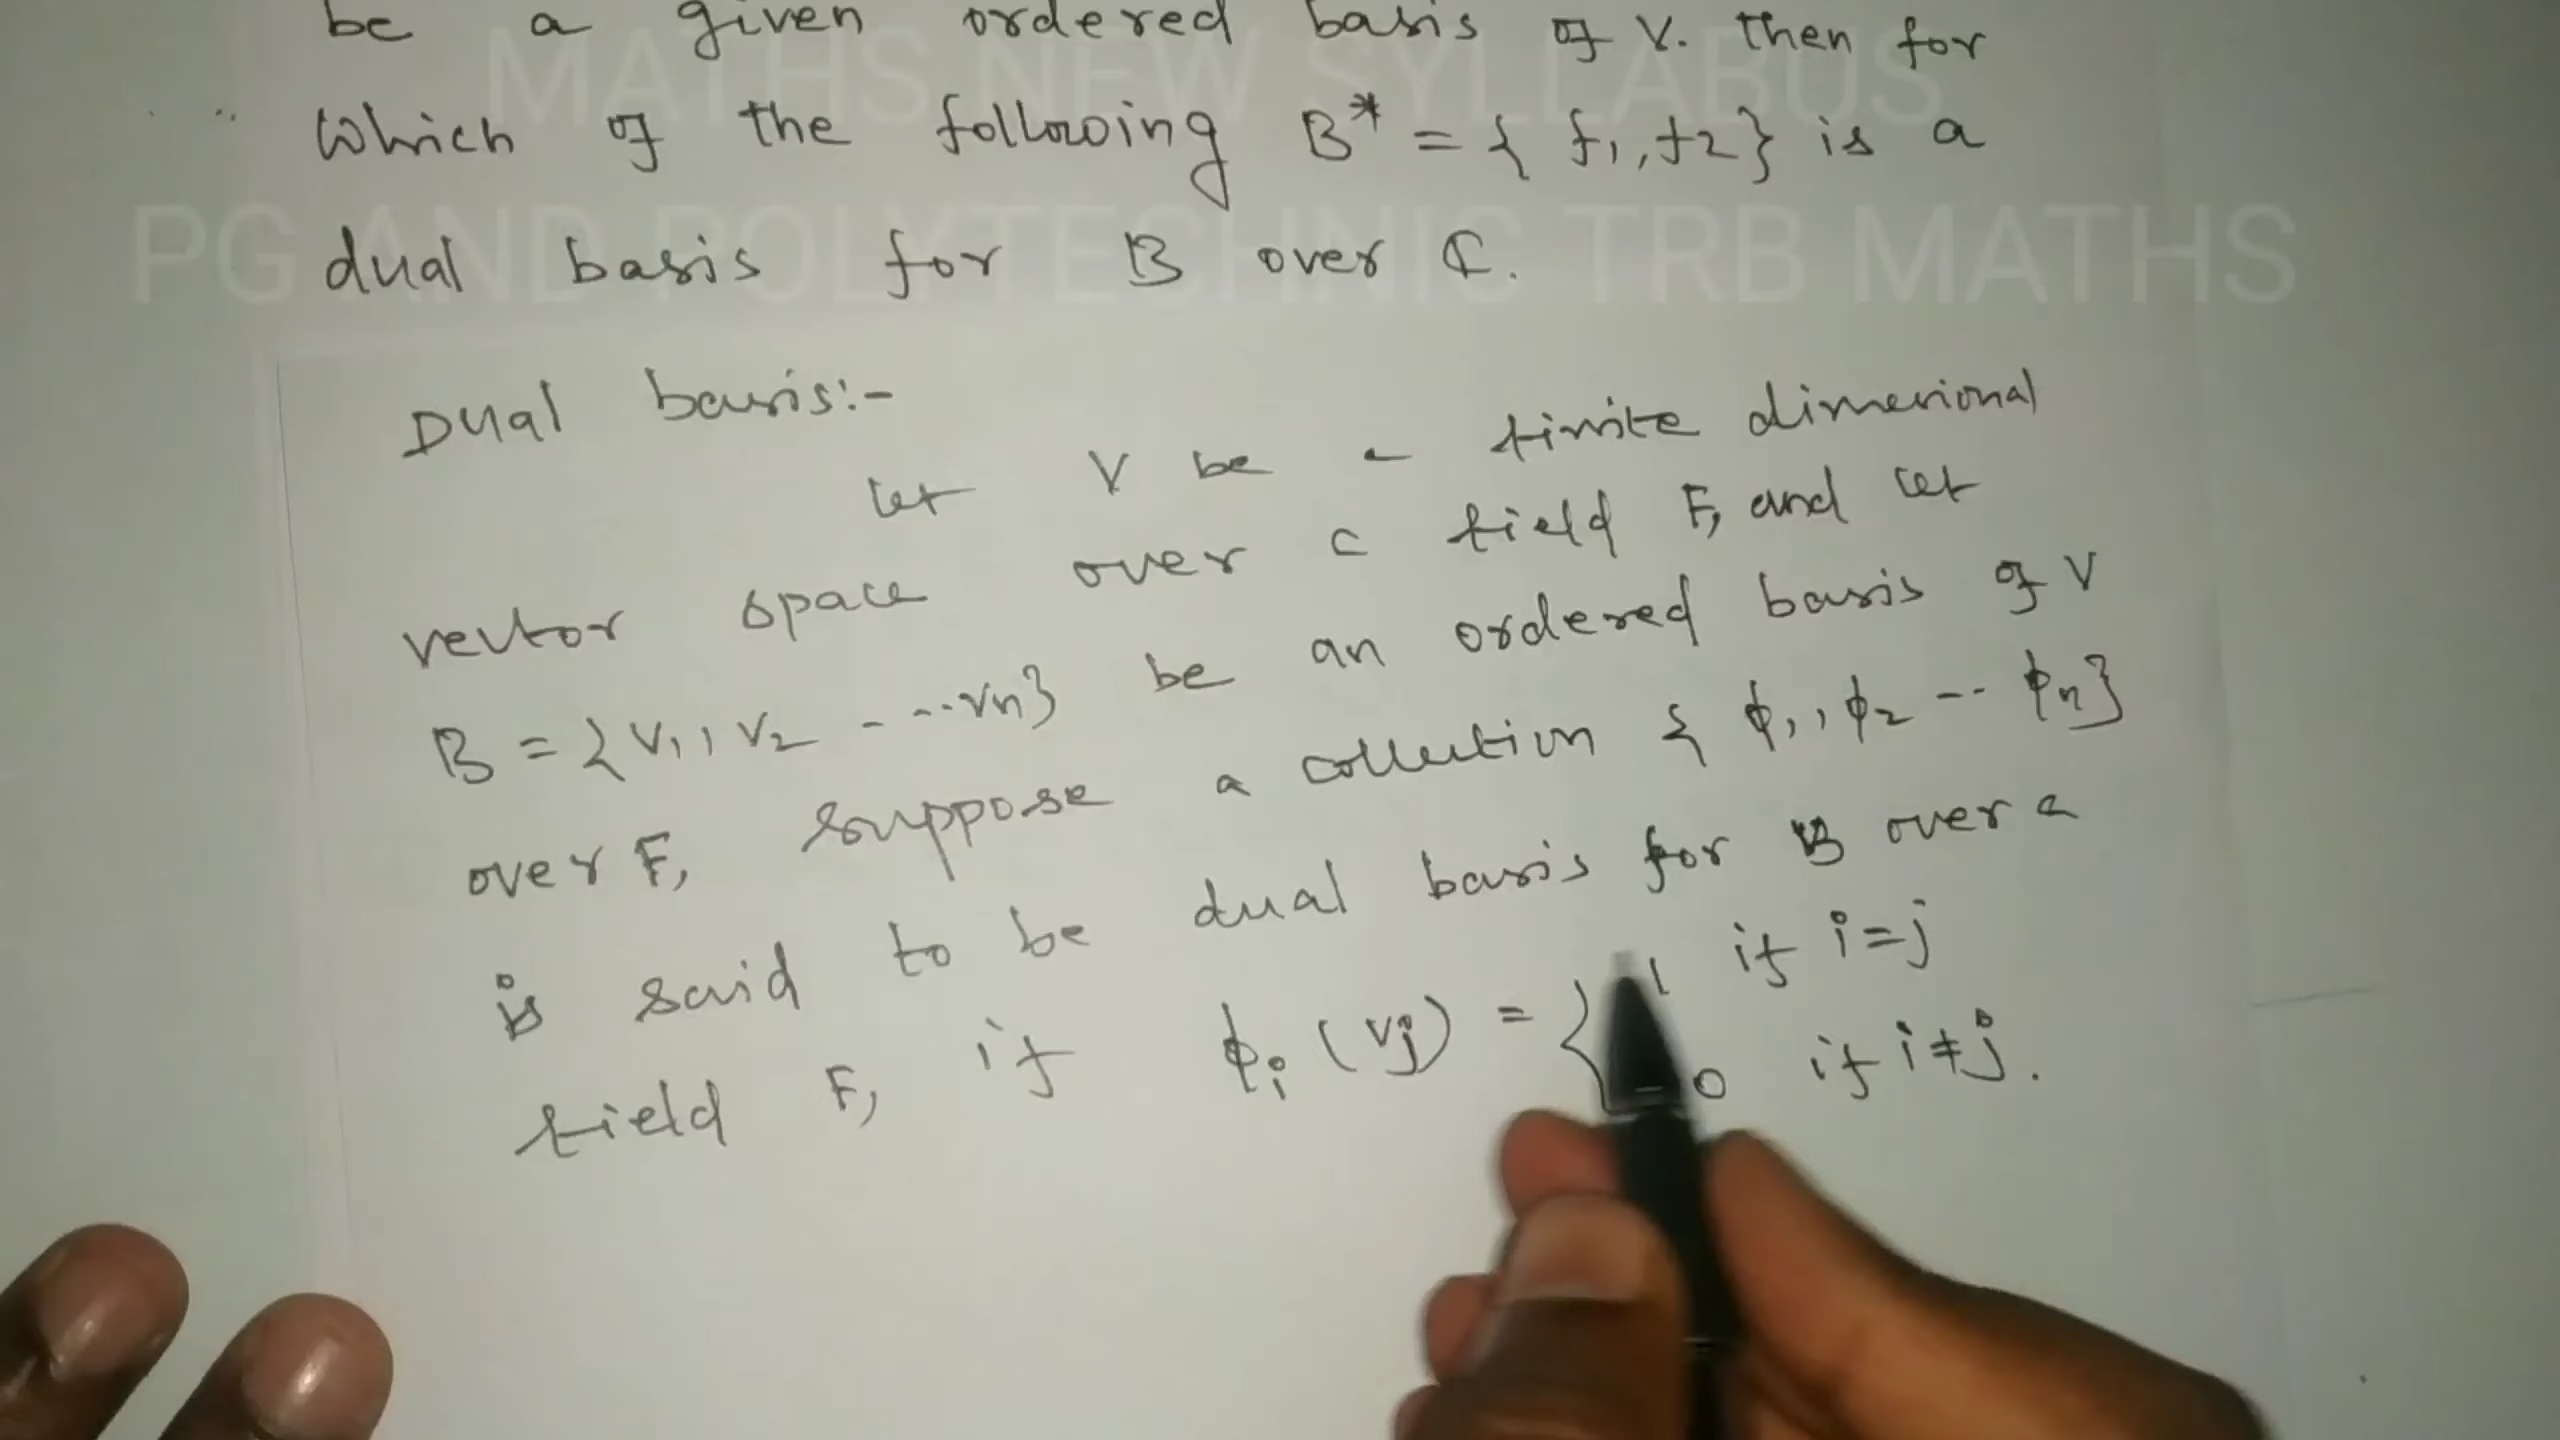 be a given ordered basis of V. Then for
which of the following B* = { f1, f2 } is a
dual basis for B over ℂ.
MATHS NEW SYLLABUS
PG AND POLYTECHNIC TRB MATHS
Dual basis:-
Let V be a finite dimensional
vector space over a field F, and let
B = { v1, v2 - - - vn } be an ordered basis of V
over F, suppose a collection { ϕ1, ϕ2 --- ϕn }
is said to be dual basis for B over a
field F, if ϕi (vj) = { 1 if i=j
0 if i≠j.